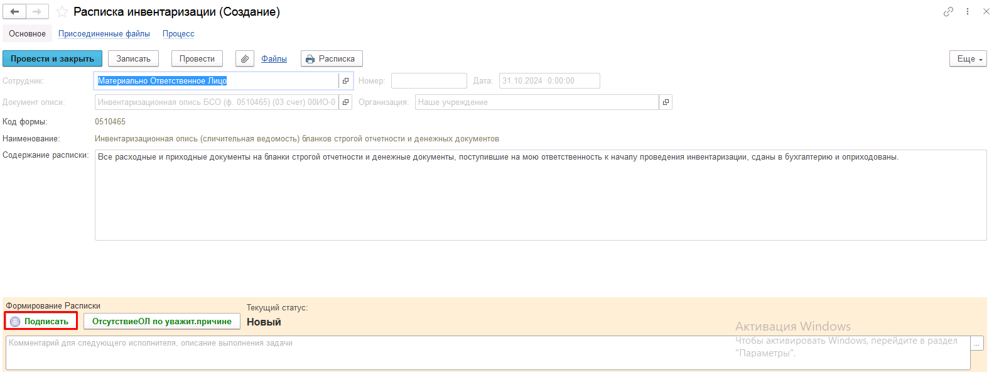 Расписка инвентаризации (Создание)
Основное Присоединенные файлы Процесс
Провести и закрыть Записать Провести Файлы Расписка Еще
Сотрудник: Материально Ответственное Лицо Номер: Дата: 31.10.2024 0:00:00
Документ описи: Инвентаризационная опись БСО (ф. 0510465) (03 счет) 00ИО-0 Организация: Наше учреждение
Код формы: 0510465
Наименование: Инвентаризационная опись (сличительная ведомость) бланков строгой отчетности и денежных документов
Содержание расписки: Все расходные и приходные документы на бланки строгой отчетности и денежные документы, поступившие на мою ответственность к началу проведения инвентаризации, сданы в бухгалтерию и оприходованы.
Формирование Расписки Текущий статус:
Подписать ОтсутствиеОЛ по уважит.причине Новый
Комментарий для следующего исполнителя, описание выполнения задачи ...
Активация Windows
Чтобы активировать Windows, перейдите в раздел
"Параметры".